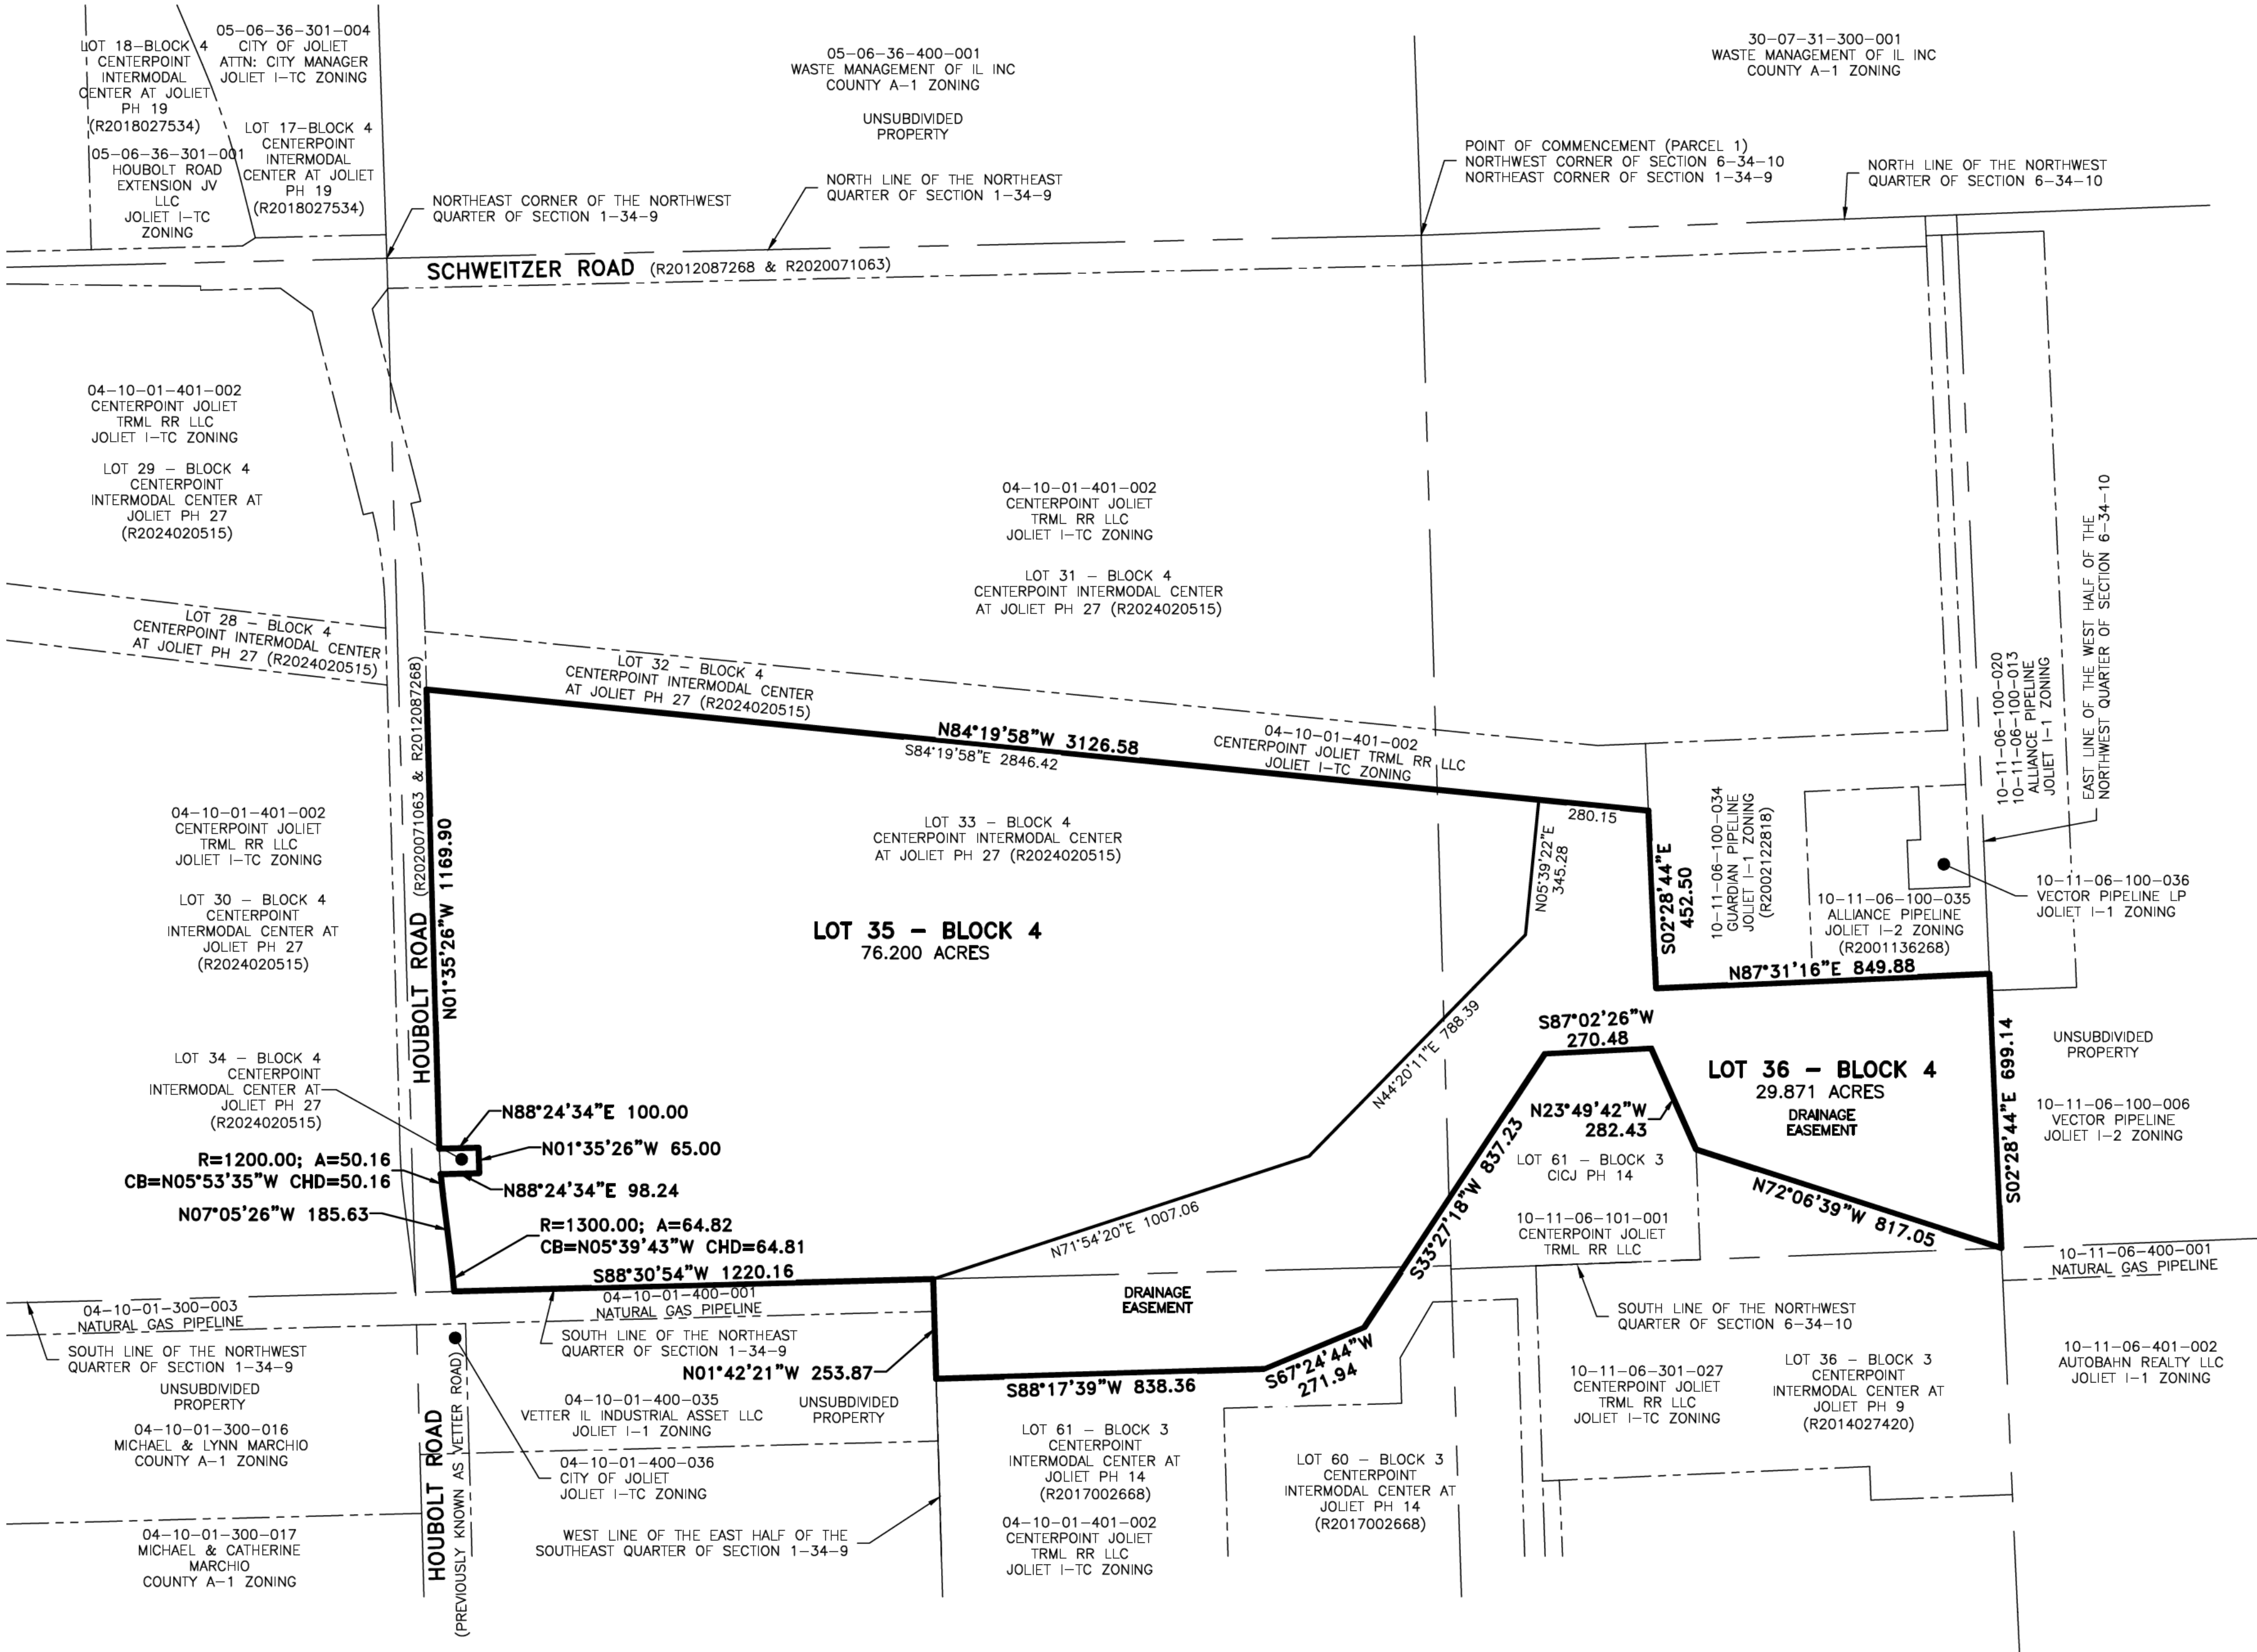 LOT 18-BLOCK 4
CENTERPOINT
INTERMODAL
CENTER AT JOLIET
PH 19
(R2018027534)
05-06-36-301-004
CITY OF JOLIET
ATTN: CITY MANAGER
JOLIET I-TC ZONING
05-06-36-301-001
HOUBOLT ROAD
EXTENSION JV
LLC
JOLIET I-TC
ZONING
LOT 17-BLOCK 4
CENTERPOINT
INTERMODAL
CENTER AT JOLIET
PH 19
(R2018027534)
05-06-36-400-001
WASTE MANAGEMENT OF IL INC
COUNTY A-1 ZONING
UNSUBDIVIDED
PROPERTY
30-07-31-300-001
WASTE MANAGEMENT OF IL INC
COUNTY A-1 ZONING
NORTHEAST CORNER OF THE NORTHWEST
QUARTER OF SECTION 1-34-9
NORTH LINE OF THE NORTHEAST
QUARTER OF SECTION 1-34-9
POINT OF COMMENCEMENT (PARCEL 1)
NORTHWEST CORNER OF SECTION 6-34-10
NORTHEAST CORNER OF SECTION 1-34-9
NORTH LINE OF THE NORTHWEST
QUARTER OF SECTION 6-34-10
SCHWEITZER ROAD (R2012087268 & R2020071063)
04-10-01-401-002
CENTERPOINT JOLIET
TRML RR LLC
JOLIET I-TC ZONING
LOT 29 - BLOCK 4
CENTERPOINT
INTERMODAL CENTER AT
JOLIET PH 27
(R2024020515)
04-10-01-401-002
CENTERPOINT JOLIET
TRML RR LLC
JOLIET I-TC ZONING
LOT 31 - BLOCK 4
CENTERPOINT INTERMODAL CENTER
AT JOLIET PH 27 (R2024020515)
EAST LINE OF THE WEST HALF OF THE
NORTHWEST QUARTER OF SECTION 6-34-10
10-11-06-100-020
10-11-06-100-013
ALLIANCE PIPELINE
JOLIET I-1 ZONING
LOT 28 - BLOCK 4
CENTERPOINT INTERMODAL CENTER
AT JOLIET PH 27 (R2024020515)
LOT 32 - BLOCK 4
CENTERPOINT INTERMODAL CENTER
AT JOLIET PH 27 (R2024020515)
N84°19'58"W 3126.58
S84°19'58"E 2846.42
04-10-01-401-002
CENTERPOINT JOLIET TRML RR LLC
JOLIET I-TC ZONING
280.15
N05°39'22"E
345.28
S02°28'44"E
452.50
10-11-06-100-034
GUARDIAN PIPELINE
JOLIET I-1 ZONING
(R2002122818)
10-11-06-100-035
ALLIANCE PIPELINE
JOLIET I-2 ZONING
(R2001136268)
10-11-06-100-036
VECTOR PIPELINE LP
JOLIET I-1 ZONING
HOUBOLT ROAD (R2020071063 & R2012087268)
N01°35'26"W 1169.90
04-10-01-401-002
CENTERPOINT JOLIET
TRML RR LLC
JOLIET I-TC ZONING
LOT 30 - BLOCK 4
CENTERPOINT
INTERMODAL CENTER AT
JOLIET PH 27
(R2024020515)
LOT 33 - BLOCK 4
CENTERPOINT INTERMODAL CENTER
AT JOLIET PH 27 (R2024020515)
LOT 35 - BLOCK 4
76.200 ACRES
N87°31'16"E 849.88
S87°02'26"W
270.48
LOT 36 - BLOCK 4
29.871 ACRES
DRAINAGE
EASEMENT
S02°28'44"E 699.14
UNSUBDIVIDED
PROPERTY
10-11-06-100-006
VECTOR PIPELINE
JOLIET I-2 ZONING
LOT 34 - BLOCK 4
CENTERPOINT
INTERMODAL CENTER AT
JOLIET PH 27
(R2024020515)
N88°24'34"E 100.00
N01°35'26"W 65.00
R=1200.00; A=50.16
CB=N05°53'35"W CHD=50.16
N88°24'34"E 98.24
N07°05'26"W 185.63
R=1300.00; A=64.82
CB=N05°39'43"W CHD=64.81
N44°20'11"E 788.39
N71°54'20"E 1007.06
N23°49'42"W
282.43
S33°27'18"W 837.23
LOT 61 - BLOCK 3
CICJ PH 14
10-11-06-101-001
CENTERPOINT JOLIET
TRML RR LLC
N72°06'39"W 817.05
S88°30'54"W 1220.16
04-10-01-400-001
NATURAL GAS PIPELINE
SOUTH LINE OF THE NORTHEAST
QUARTER OF SECTION 1-34-9
N01°42'21"W 253.87
04-10-01-300-003
NATURAL GAS PIPELINE
SOUTH LINE OF THE NORTHWEST
QUARTER OF SECTION 1-34-9
UNSUBDIVIDED
PROPERTY
04-10-01-300-016
MICHAEL & LYNN MARCHIO
COUNTY A-1 ZONING
04-10-01-300-017
MICHAEL & CATHERINE
MARCHIO
COUNTY A-1 ZONING
HOUBOLT ROAD
(PREVIOUSLY KNOWN AS VETTER ROAD)
04-10-01-400-035
VETTER IL INDUSTRIAL ASSET LLC
JOLIET I-1 ZONING
UNSUBDIVIDED
PROPERTY
04-10-01-400-036
CITY OF JOLIET
JOLIET I-TC ZONING
WEST LINE OF THE EAST HALF OF THE
SOUTHEAST QUARTER OF SECTION 1-34-9
DRAINAGE
EASEMENT
S88°17'39"W 838.36
S67°24'44"W
271.94
LOT 61 - BLOCK 3
CENTERPOINT
INTERMODAL CENTER AT
JOLIET PH 14
(R2017002668)
04-10-01-401-002
CENTERPOINT JOLIET
TRML RR LLC
JOLIET I-TC ZONING
LOT 60 - BLOCK 3
CENTERPOINT
INTERMODAL CENTER AT
JOLIET PH 14
(R2017002668)
SOUTH LINE OF THE NORTHWEST
QUARTER OF SECTION 6-34-10
10-11-06-301-027
CENTERPOINT JOLIET
TRML RR LLC
JOLIET I-TC ZONING
LOT 36 - BLOCK 3
CENTERPOINT
INTERMODAL CENTER AT
JOLIET PH 9
(R2014027420)
10-11-06-400-001
NATURAL GAS PIPELINE
10-11-06-401-002
AUTOBAHN REALTY LLC
JOLIET I-1 ZONING